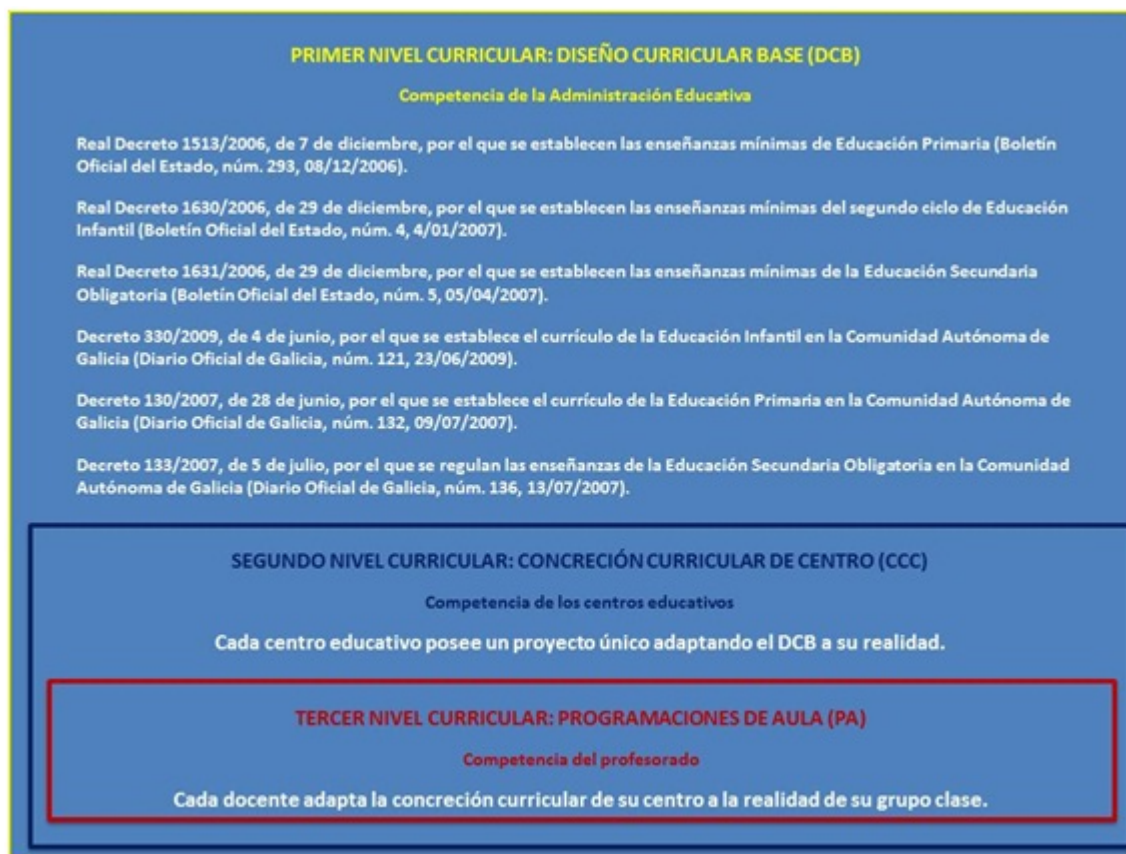 PRIMER NIVEL CURRICULAR: DISEÑO CURRICULAR BASE (DCB)
Competencia de la Administración Educativa
Real Decreto 1513/2006, de 7 de diciembre, por el que se establecen las enseñanzas mínimas de Educación Primaria (Boletín
Oficial del Estado, núm. 293, 08/12/2006).
Real Decreto 1630/2006, de 29 de diciembre, por el que se establecen las enseñanzas mínimas del segundo ciclo de Educación
Infantil (Boletín Oficial del Estado, núm. 4, 4/01/2007).
Real Decreto 1631/2006, de 29 de diciembre, por el que se establecen las enseñanzas mínimas de la Educación Secundaria
Obligatoria (Boletín Oficial del Estado, núm. 5, 05/04/2007).
Decreto 330/2009, de 4 de junio, por el que se establece el currículo de la Educación Infantil en la Comunidad Autónoma de
Galicia (Diario Oficial de Galicia, núm. 121, 23/06/2009).
Decreto 130/2007, de 28 de junio, por el que se establece el currículo de la Educación Primaria en la Comunidad Autónoma de
Galicia (Diario Oficial de Galicia, núm. 132, 09/07/2007).
Decreto 133/2007, de 5 de julio, por el que se regulan las enseñanzas de la Educación Secundaria Obligatoria en la Comunidad
Autónoma de Galicia (Diario Oficial de Galicia, núm. 136, 13/07/2007).
SEGUNDO NIVEL CURRICULAR: CONCRECIÓN CURRICULAR DE CENTRO (CCC)
Competencia de los centros educativos
Cada centro educativo posee un proyecto único adaptando el DCB a su realidad.
TERCER NIVEL CURRICULAR: PROGRAMACIONES DE AULA (PA)
Competencia del profesorado
Cada docente adapta la concreción curricular de su centro a la realidad de su grupo clase.